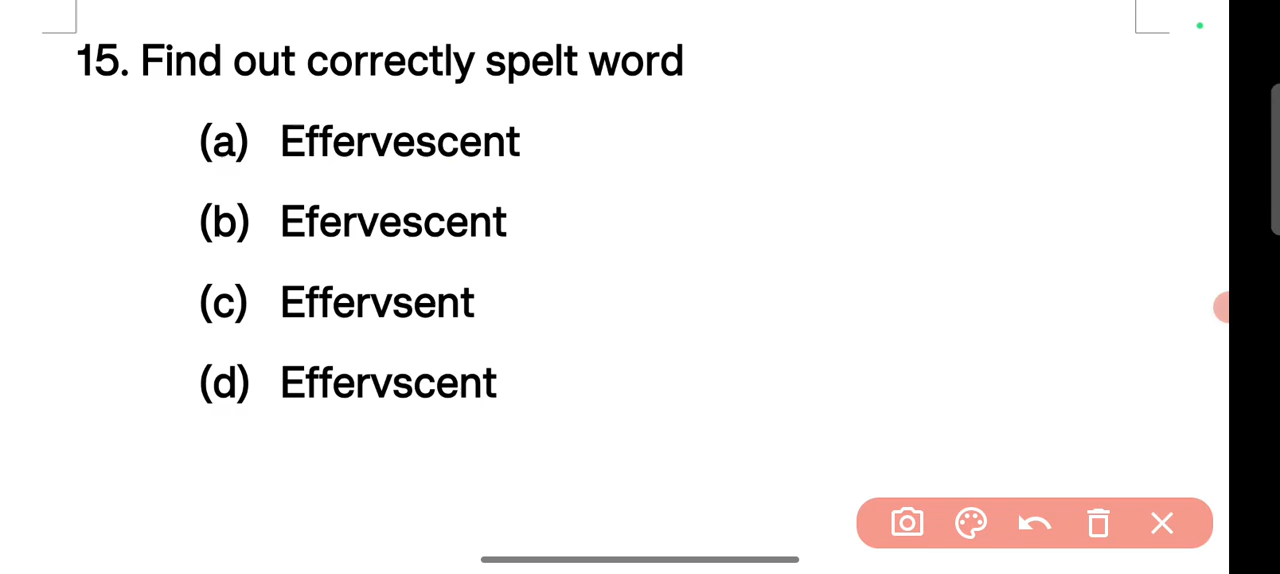 15. Find out correctly spelt word
(a) Effervescent
(b) Efervescent
(c) Effervsent
(d) Effervscent